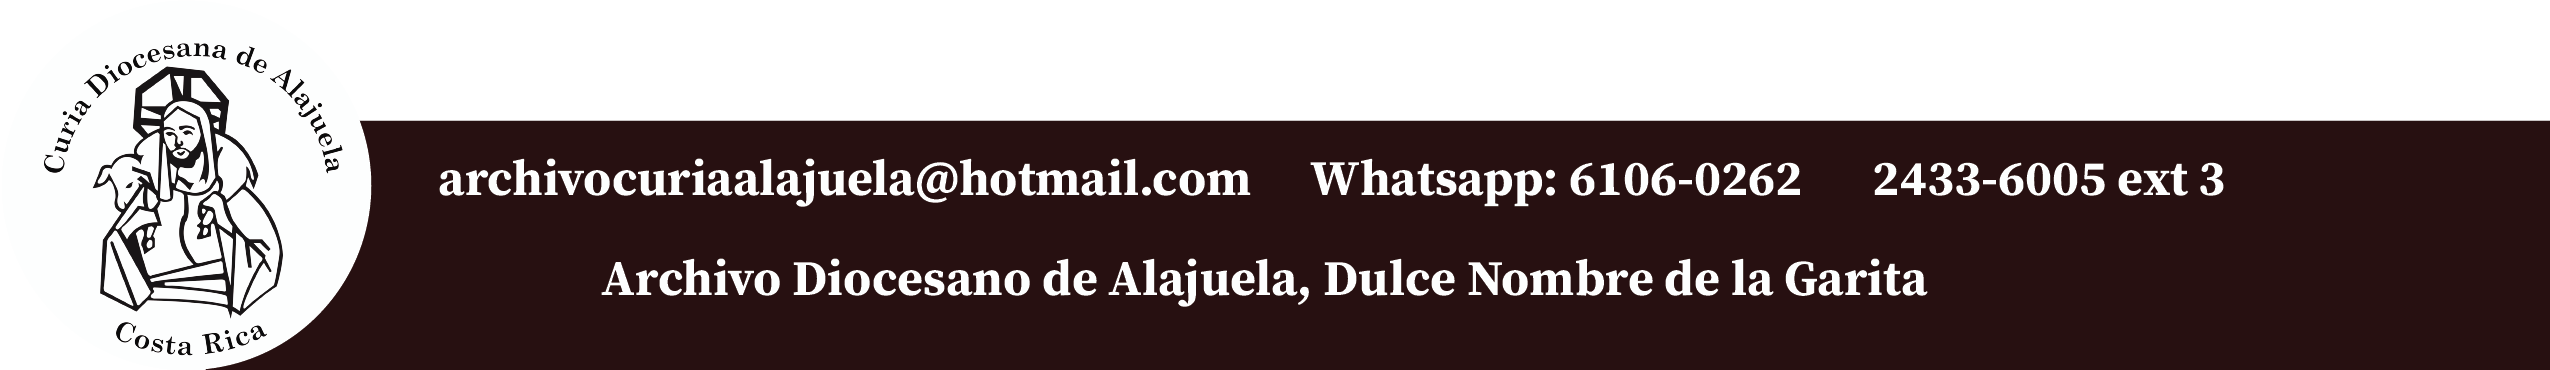 Curia Diocesana de Alajuela
Costa Rica
archivocuriaalajuela@hotmail.com Whatsapp: 6106-0262 2433-6005 ext 3
Archivo Diocesano de Alajuela, Dulce Nombre de la Garita